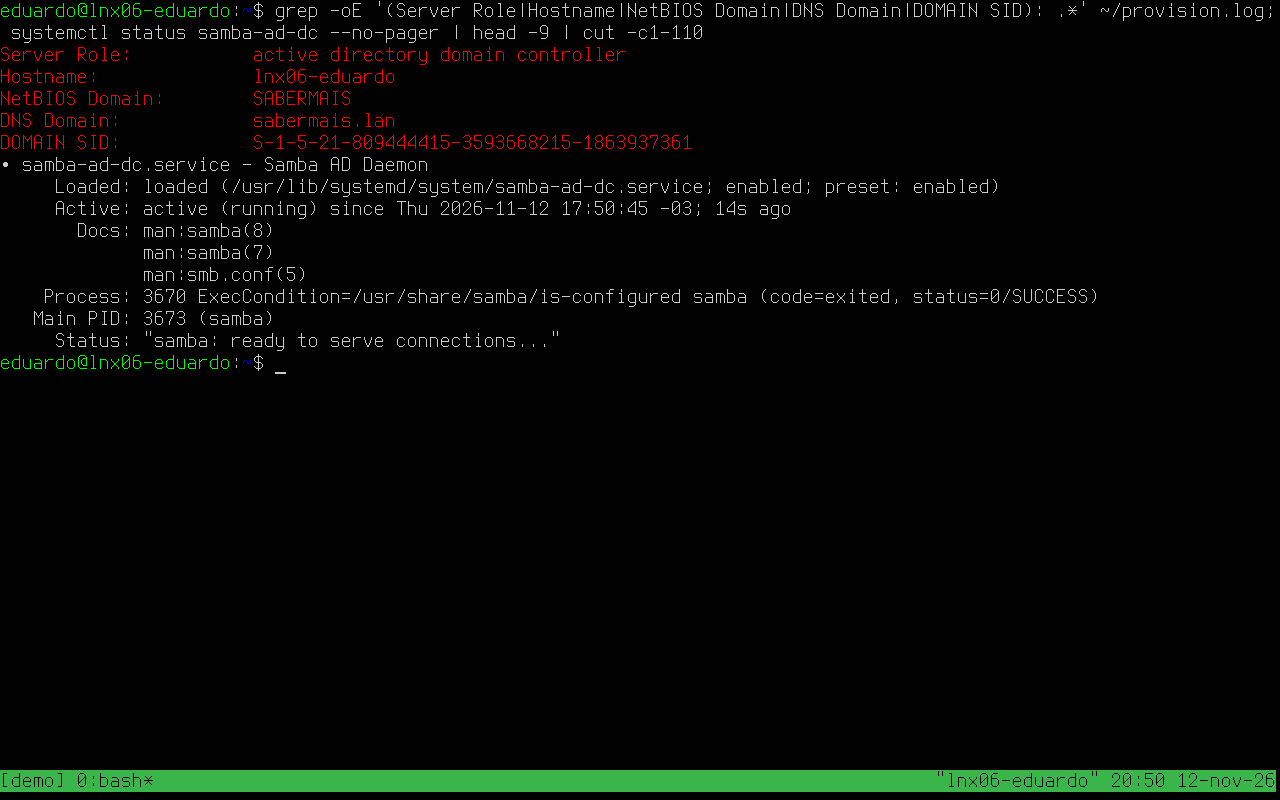 eduardo@lnx06-eduardo:~$ grep -oE '(Server Role|Hostname|NetBIOS Domain|DNS Domain|DOMAIN SID): .*' ~/provision.log;
 systemctl status samba-ad-dc --no-pager | head -9 | cut -c1-110
Server Role:           active directory domain controller
Hostname:              lnx06-eduardo
NetBIOS Domain:        SABERMAIS
DNS Domain:            sabermais.lan
DOMAIN SID:            S-1-5-21-809444415-3593668215-1863937361
• samba-ad-dc.service - Samba AD Daemon
     Loaded: loaded (/usr/lib/systemd/system/samba-ad-dc.service; enabled; preset: enabled)
     Active: active (running) since Thu 2026-11-12 17:50:45 -03; 14s ago
       Docs: man:samba(8)
             man:samba(7)
             man:smb.conf(5)
    Process: 3670 ExecCondition=/usr/share/samba/is-configured samba (code=exited, status=0/SUCCESS)
   Main PID: 3673 (samba)
     Status: "samba: ready to serve connections..."
eduardo@lnx06-eduardo:~$ _
[demo] 0:bash* "lnx06-eduardo" 20:50 12-nov-26